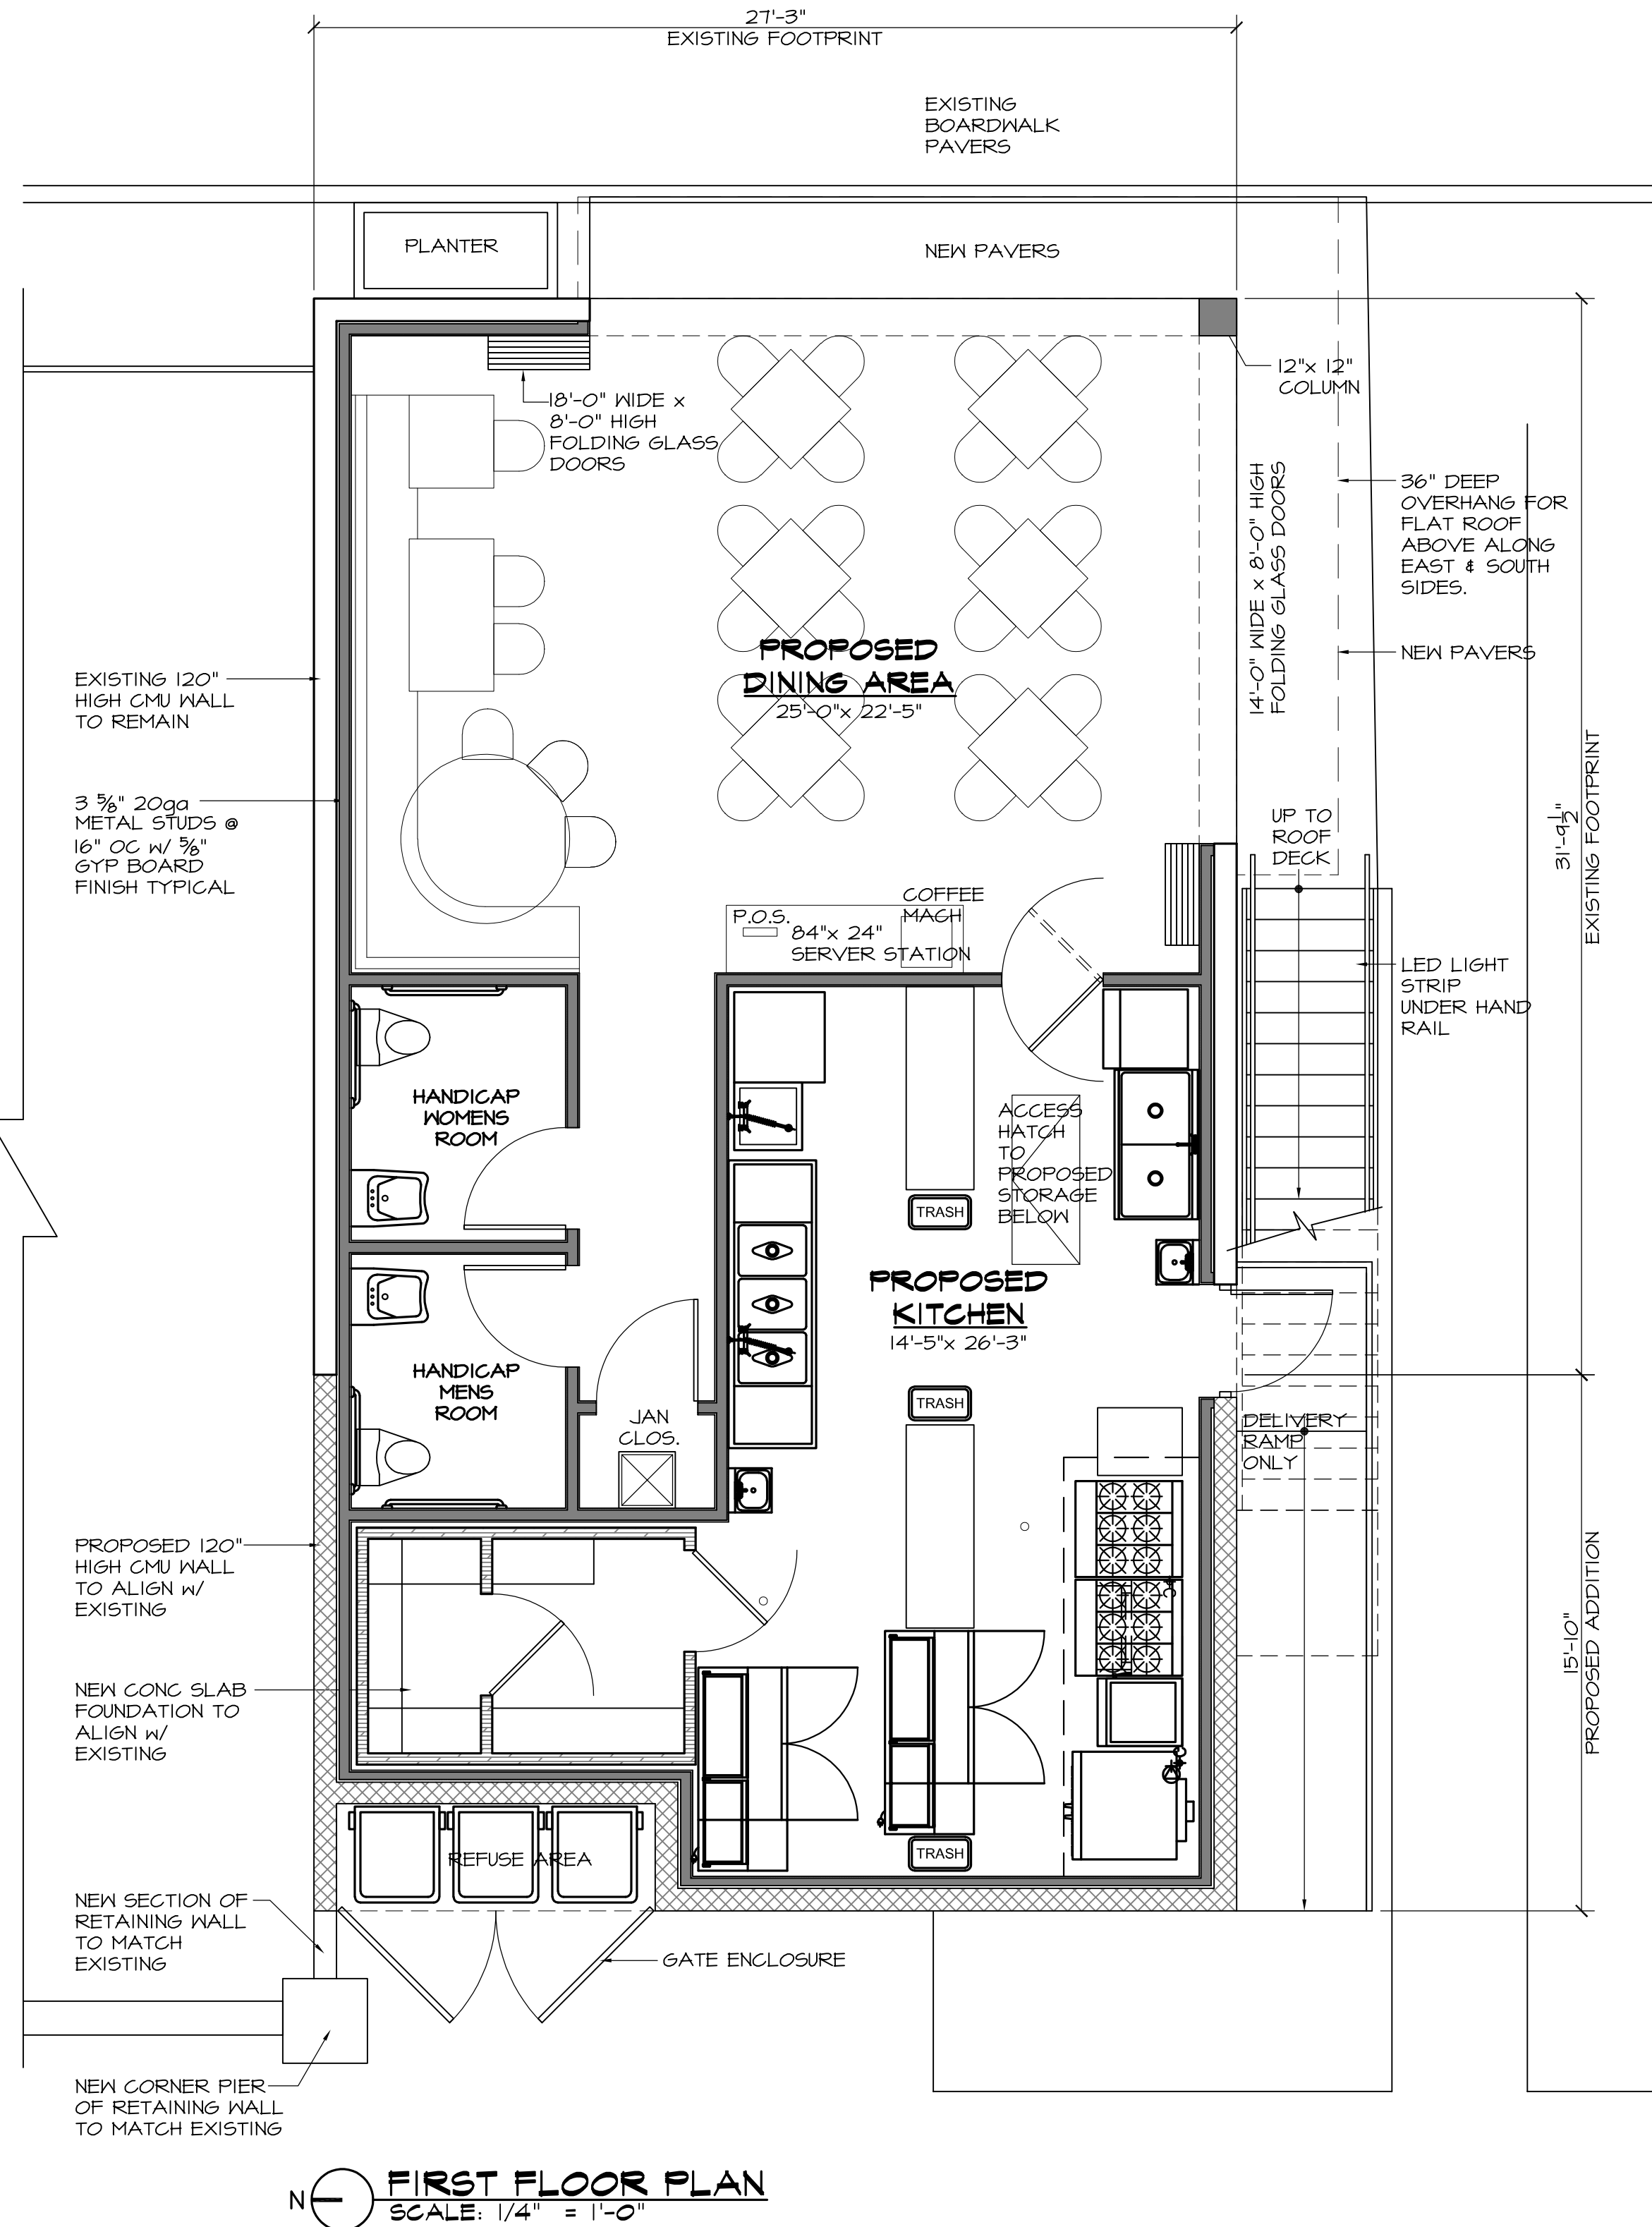 27'-3"
EXISTING FOOTPRINT
EXISTING
BOARDWALK
PAVERS
PLANTER
NEW PAVERS
12"x 12"
COLUMN
18'-0" WIDE x
8'-0" HIGH
FOLDING GLASS
DOORS
14'-0" WIDE x 8'-0" HIGH
FOLDING GLASS DOORS
36" DEEP
OVERHANG FOR
FLAT ROOF
ABOVE ALONG
EAST & SOUTH
SIDES.
NEW PAVERS
EXISTING 120"
HIGH CMU WALL
TO REMAIN
PROPOSED
DINING AREA
25'-0"x 22'-5"
3 ⅝" 20ga
METAL STUDS @
16" OC w/ ⅝"
GYP BOARD
FINISH TYPICAL
UP TO
ROOF
DECK
31'-9½"
EXISTING FOOTPRINT
P.O.S.
COFFEE
MACH
84"x 24"
SERVER STATION
LED LIGHT
STRIP
UNDER HAND
RAIL
HANDICAP
WOMENS
ROOM
ACCESS
HATCH
TO
PROPOSED
STORAGE
BELOW
TRASH
PROPOSED
KITCHEN
14'-5"x 26'-3"
HANDICAP
MENS
ROOM
TRASH
JAN
CLOS.
DELIVERY
RAMP
ONLY
PROPOSED 120"
HIGH CMU WALL
TO ALIGN w/
EXISTING
15'-10"
PROPOSED ADDITION
NEW CONC SLAB
FOUNDATION TO
ALIGN w/
EXISTING
TRASH
REFUSE AREA
NEW SECTION OF
RETAINING WALL
TO MATCH
EXISTING
GATE ENCLOSURE
NEW CORNER PIER
OF RETAINING WALL
TO MATCH EXISTING
N
FIRST FLOOR PLAN
SCALE: 1/4" = 1'-0"